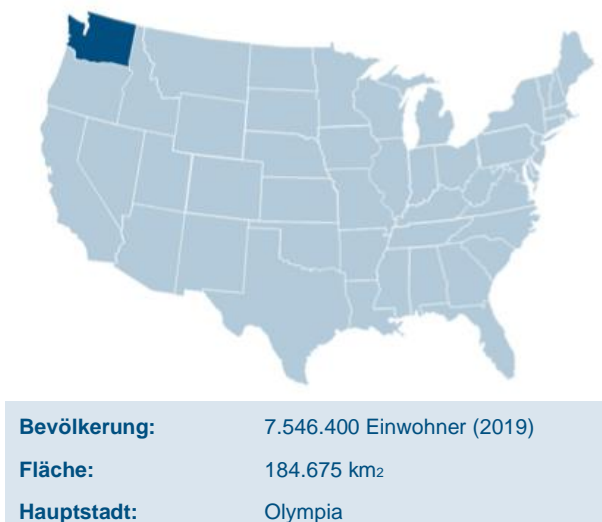 Bevölkerung: 7.546.400 Einwohner (2019)
Fläche: 184.675 km2
Hauptstadt: Olympia